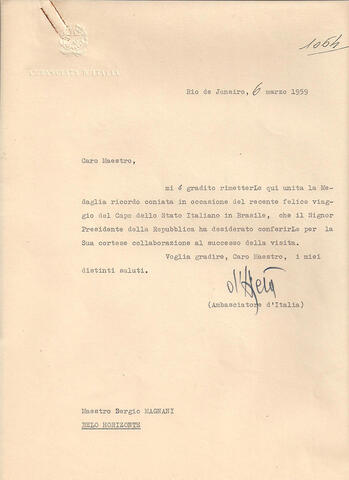 AMBASCIATA D'ITALIA
1064
Rio de Janeiro, 6 marzo 1959
Caro Maestro,
mi é gradito rimetterLe qui unita la Me-
daglia ricordo coniata in occasione del recente felice viag-
gio del Capo dello Stato Italiano in Brasile, che il Signor
Presidente della Repubblica ha desiderato conferirLe per la
Sua cortese collaborazione al successo della visita.
Voglia gradire, Caro Maestro, i miei
distinti saluti.
(Ambasciatore d'Italia)
Maestro Sergio MAGNANI
BELO HORIZONTE